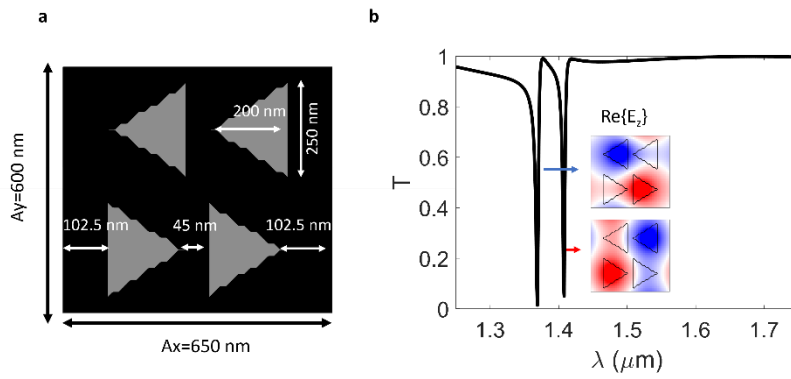 a
Ay=600 nm
200 nm
250 nm
102.5 nm
45 nm
102.5 nm
Ax=650 nm
b
1
0.8
0.6
0.4
0.2
0
T
Re{E_z}
1.3
1.4
1.5
1.6
1.7
λ (μm)